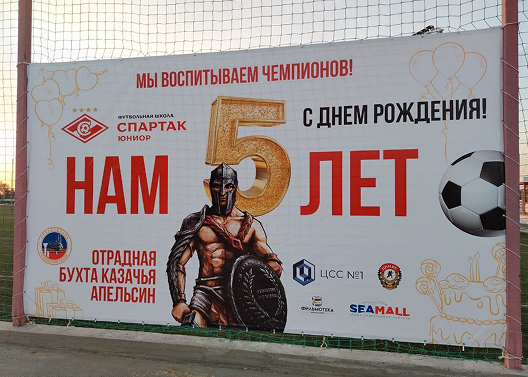 МЫ ВОСПИТЫВАЕМ ЧЕМПИОНОВ!
ФУТБОЛЬНАЯ ШКОЛА
СПАРТАК
ЮНИОР
С ДНЕМ РОЖДЕНИЯ!
НАМ 5 ЛЕТ
ОТРАДНАЯ
БУХТА КАЗАЧЬЯ
АПЕЛЬСИН
ЦСС №1
ФИЛЬМОТЕКА
SEAMALL